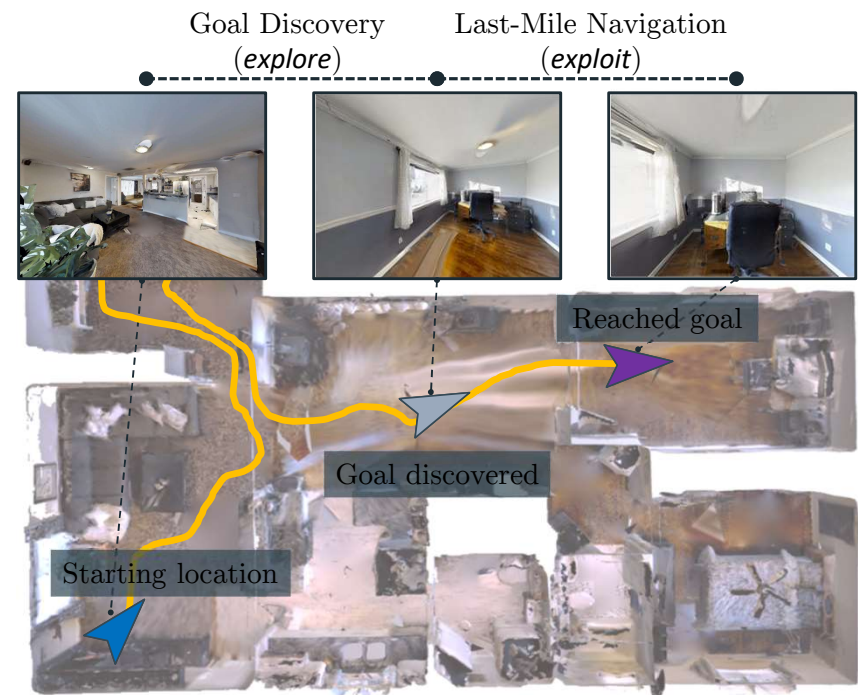 Goal Discovery
(explore)
Last-Mile Navigation
(exploit)
Reached goal
Goal discovered
Starting location